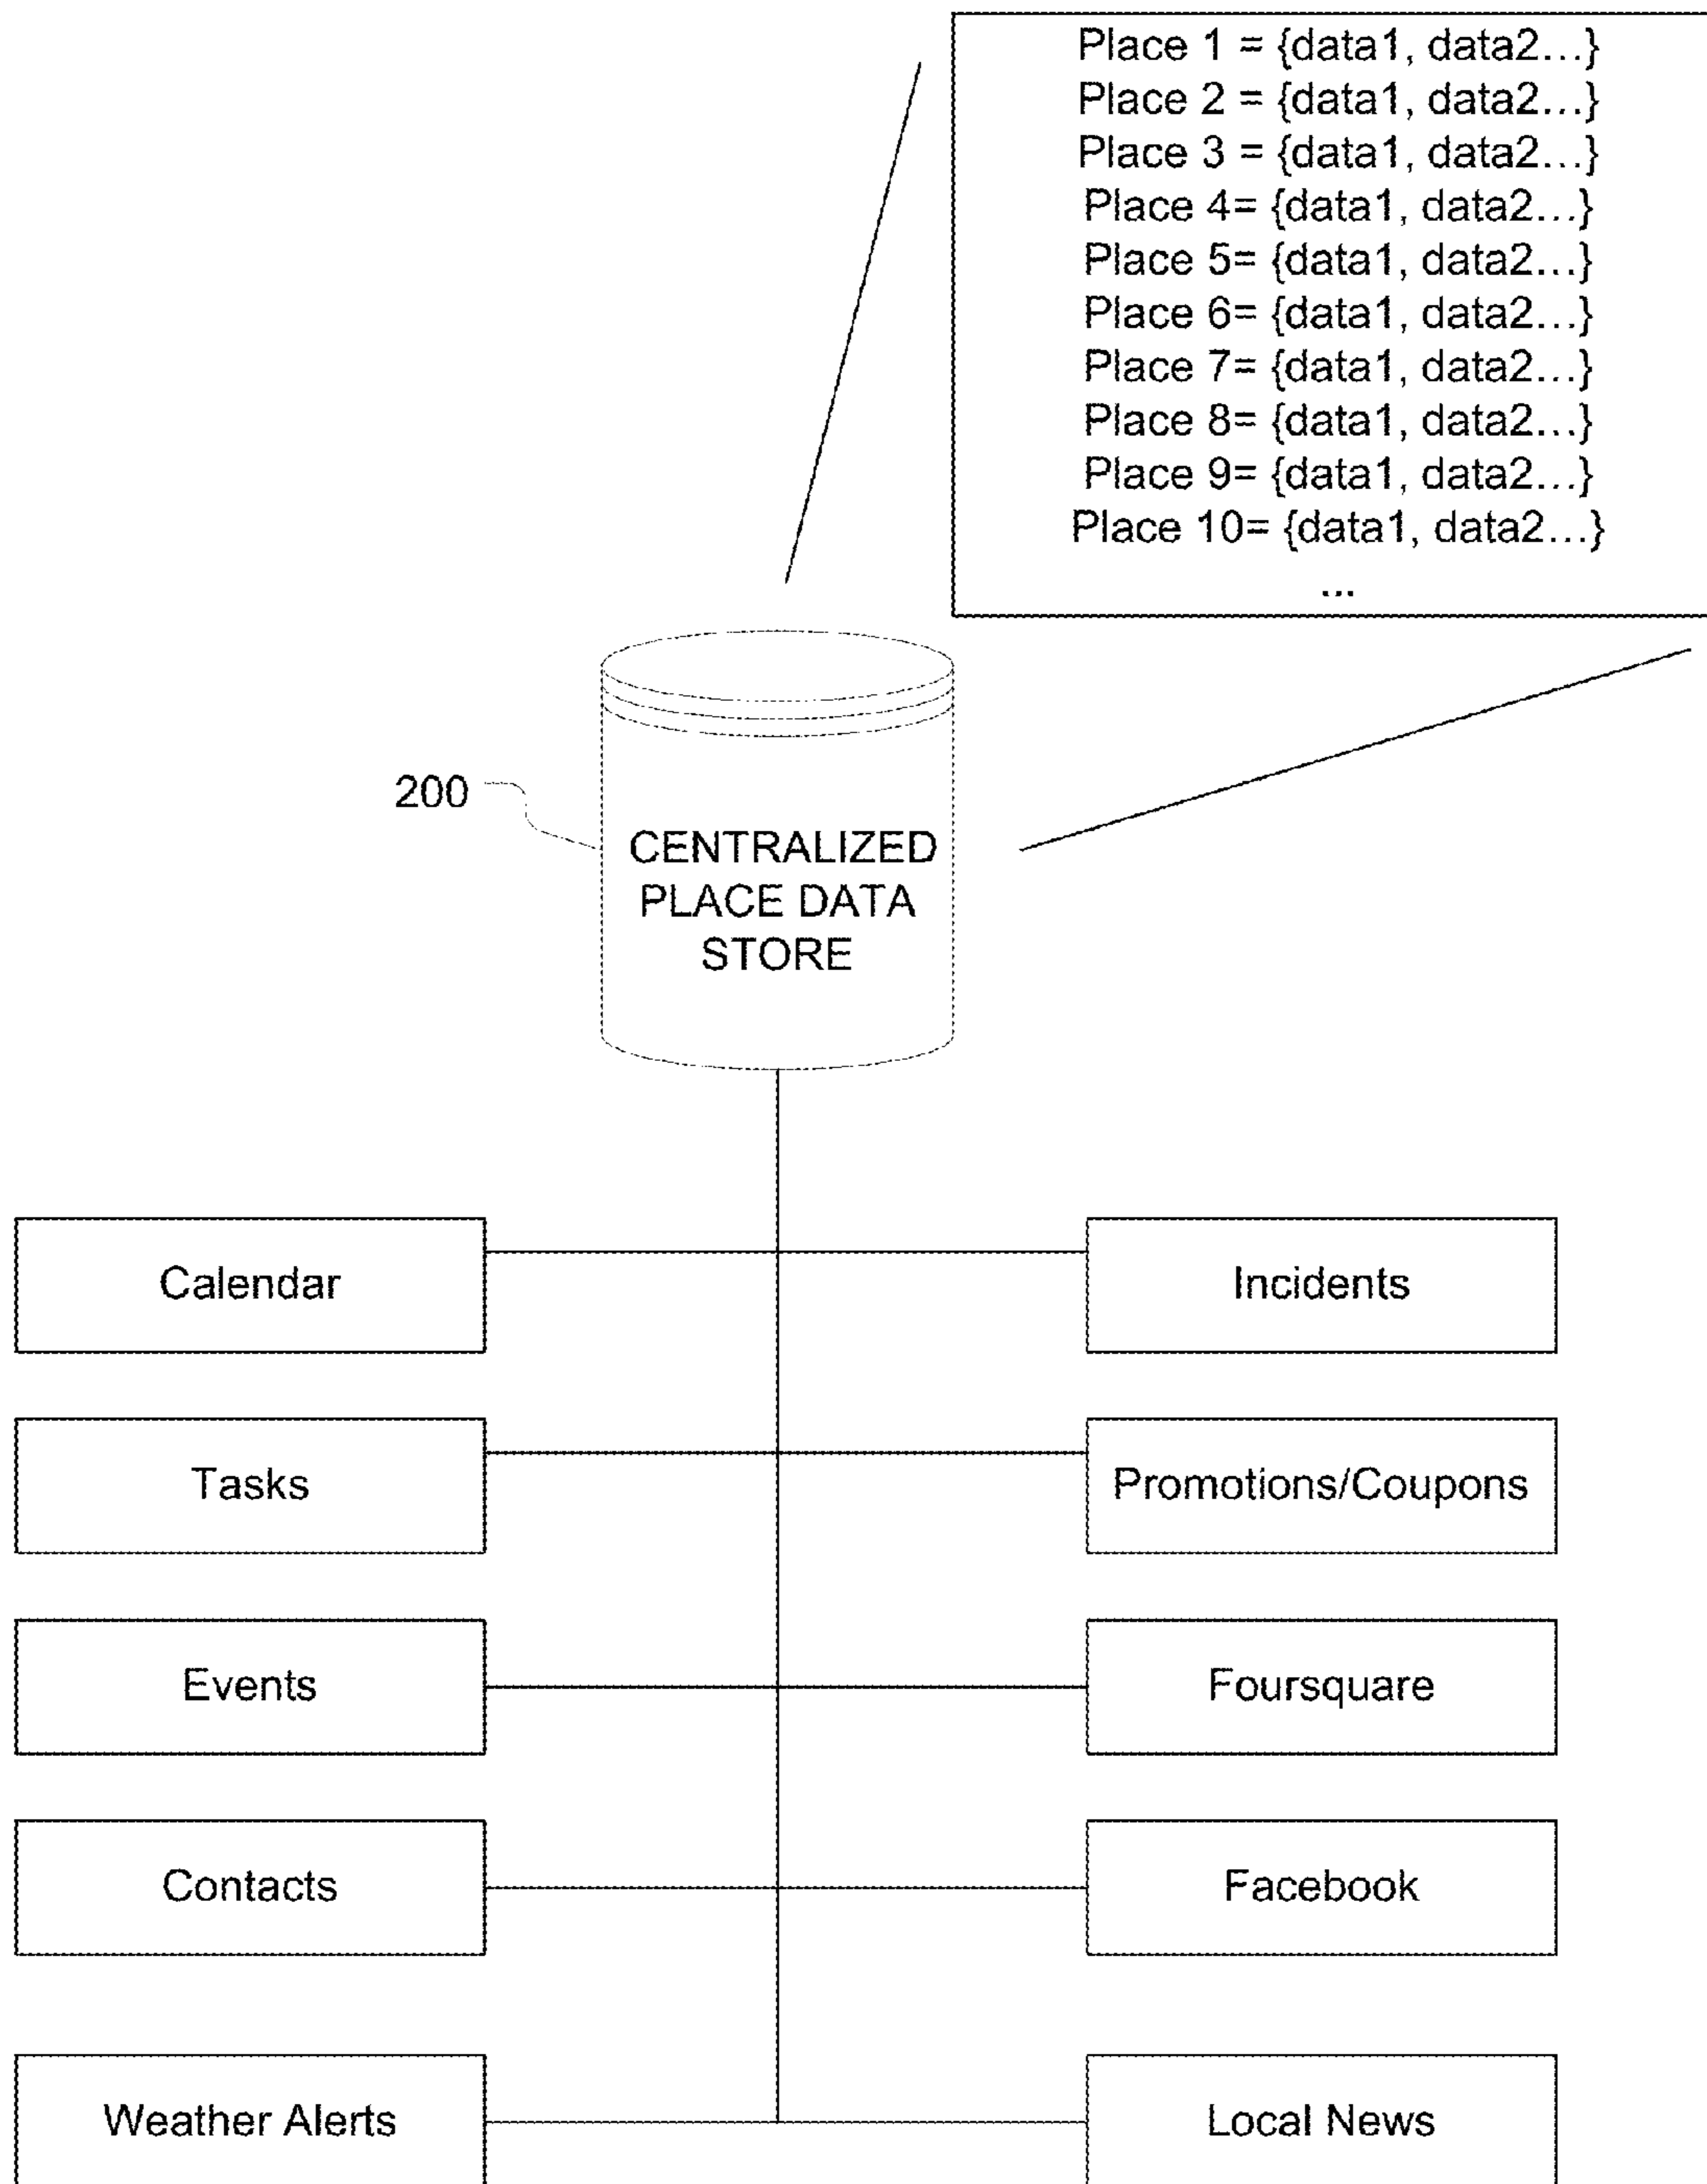 Place 1 = {data1, data2...}
Place 2 = {data1, data2...}
Place 3 = {data1, data2...}
Place 4= {data1, data2...}
Place 5= {data1, data2...}
Place 6= {data1, data2...}
Place 7= {data1, data2...}
Place 8= {data1, data2...}
Place 9= {data1, data2...}
Place 10= {data1, data2...}
...
200
CENTRALIZED
PLACE DATA
STORE
Calendar
Incidents
Tasks
Promotions/Coupons
Events
Foursquare
Contacts
Facebook
Weather Alerts
Local News